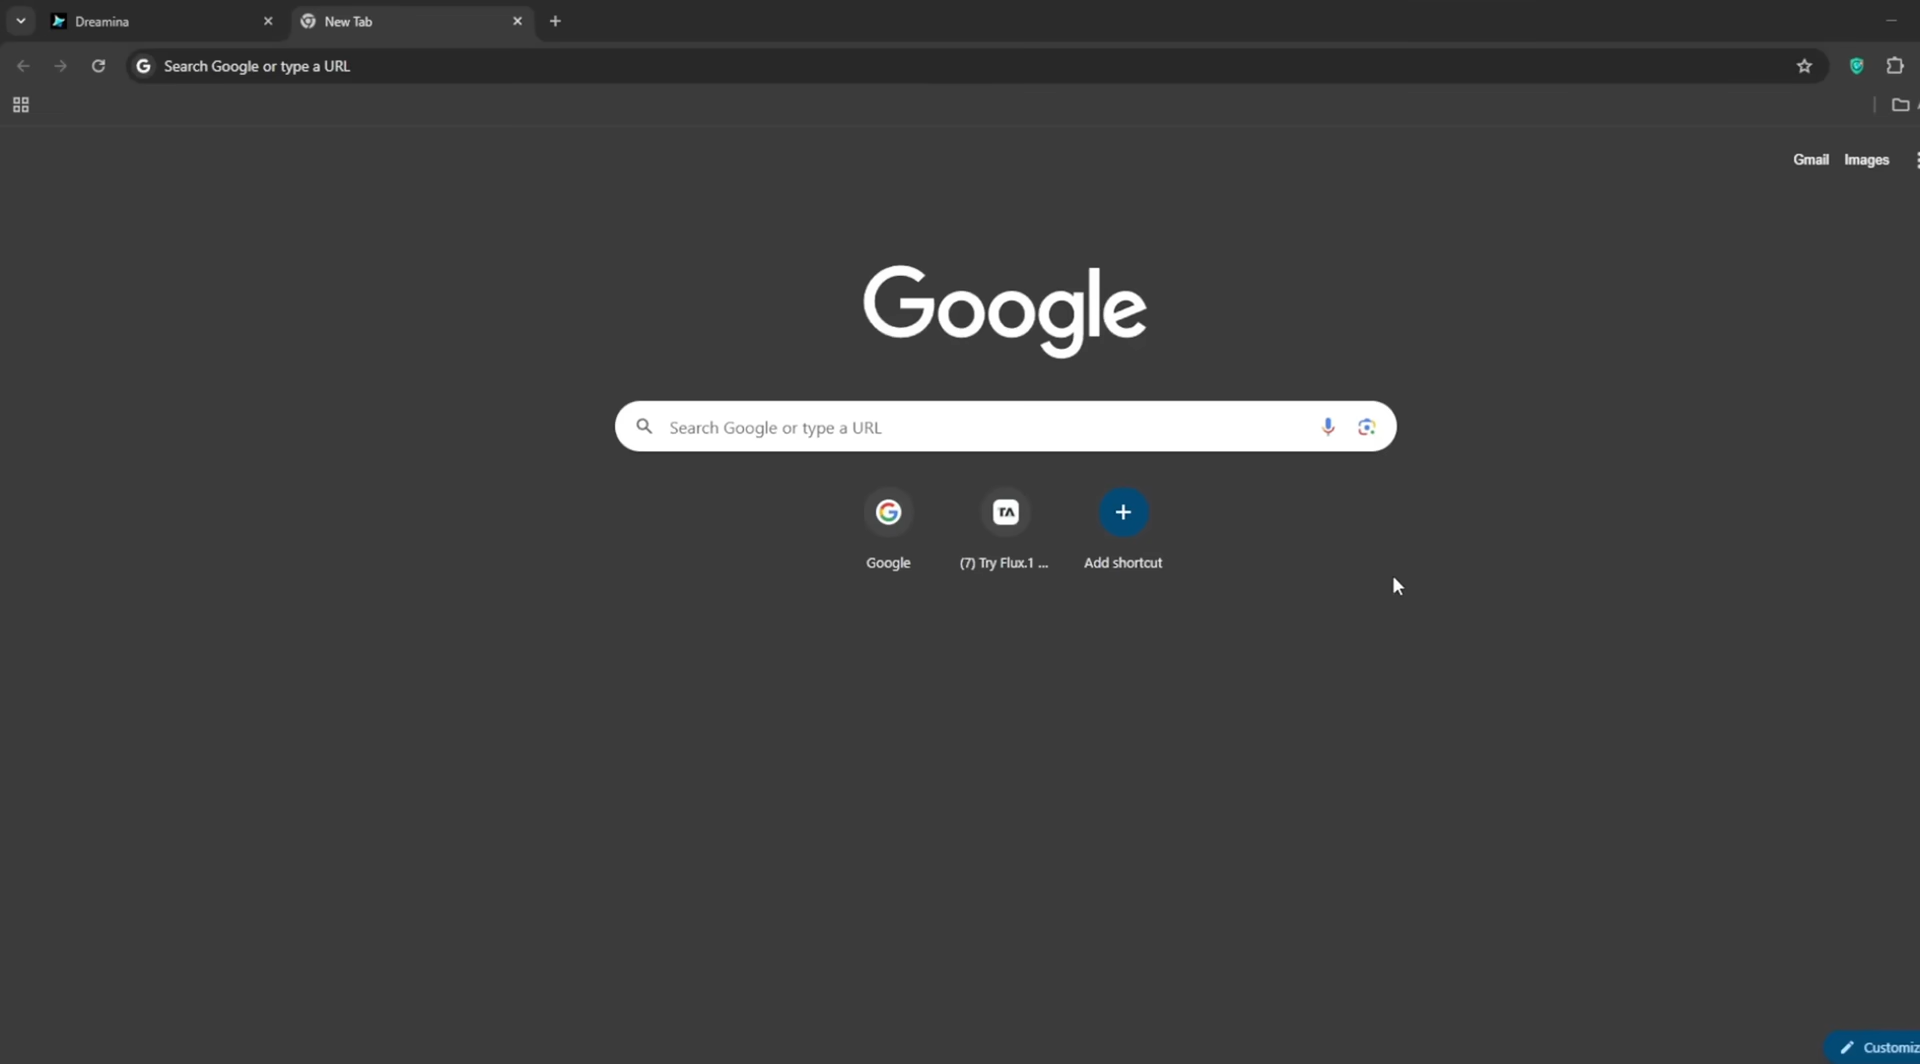 Dreamina
New Tab
Search Google or type a URL
Gmail Images
Google
Search Google or type a URL
TA
Google
(7) Try Flux.1 ...
Add shortcut
Customiz